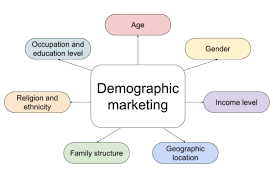 Age
Occupation and
education level
Gender
Demographic
marketing
Religion and
ethnicity
Income level
Family structure
Geographic
location